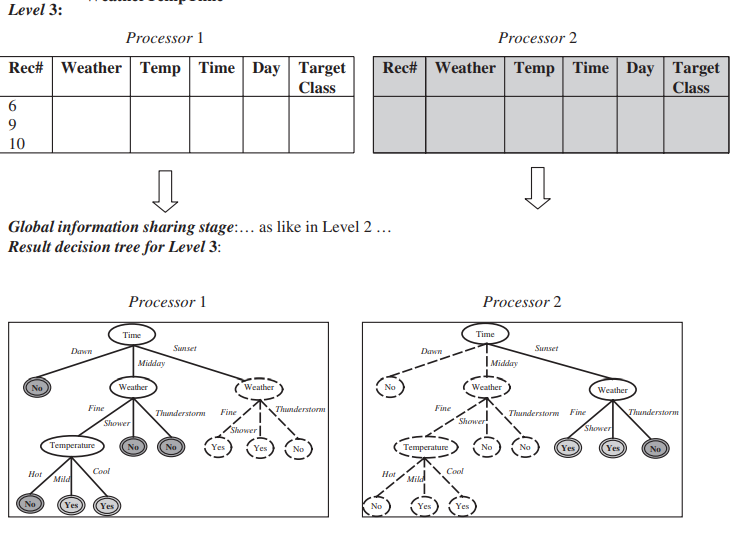 Level 3:
Processor 1
Processor 2
Rec# Weather Temp Time Day Target Class
6
9
10
Rec# Weather Temp Time Day Target Class
Global information sharing stage:… as like in Level 2 …
Result decision tree for Level 3:
Processor 1
Processor 2
Time
Dawn
Midday
Sunset
No
Weather
Weather
Fine
Shower
Thunderstorm
Fine
Shower
Thunderstorm
Temperature
No
No
Yes
Yes
No
Hot
Mild
Cool
No
Yes
Yes
Time
Dawn
Midday
Sunset
No
Weather
Weather
Fine
Shower
Thunderstorm
Fine
Shower
Thunderstorm
Temperature
No
No
Yes
Yes
No
Hot
Mild
Cool
No
Yes
Yes